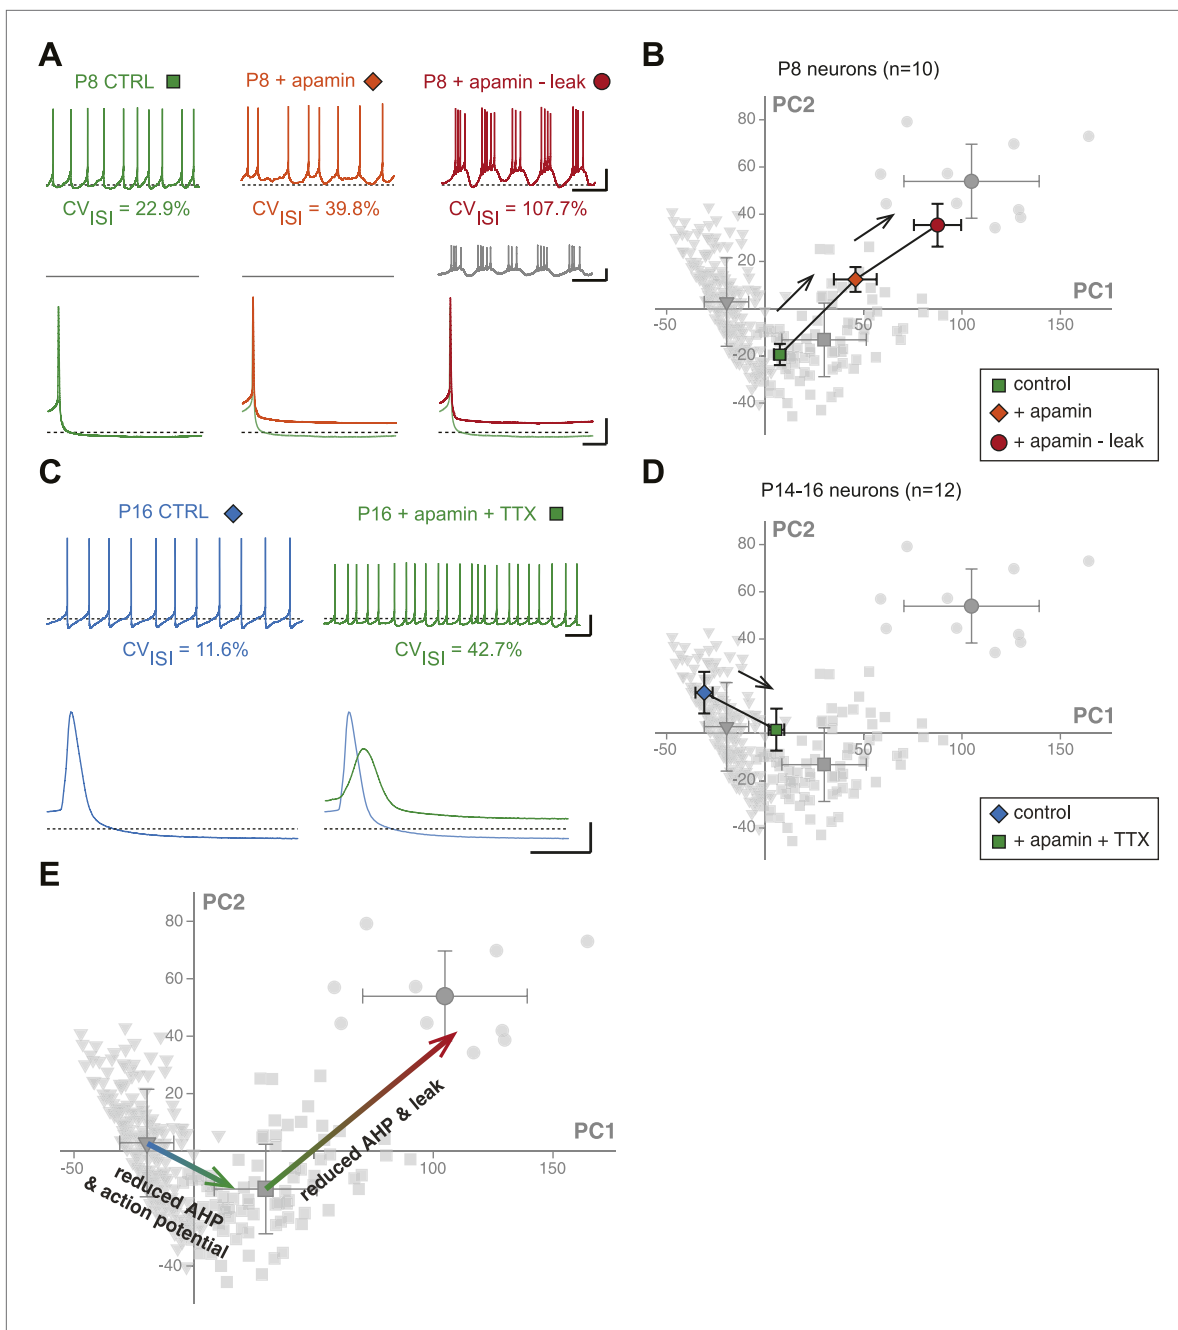 A
P8 CTRL
P8 + apamin
P8 + apamin - leak
CVISI = 22.9%
CVISI = 39.8%
CVISI = 107.7%
B
P8 neurons (n=10)
PC2
80
60
40
20
PC1
-50
50
100
150
-20
-40
control
+ apamin
+ apamin - leak
C
P16 CTRL
P16 + apamin + TTX
CVISI = 11.6%
CVISI = 42.7%
D
P14-16 neurons (n=12)
PC2
80
60
40
20
PC1
-50
50
100
150
-20
-40
control
+ apamin + TTX
E
PC2
80
60
40
20
PC1
-50
100
150
-40
reduced AHP
& action potential
reduced AHP & leak